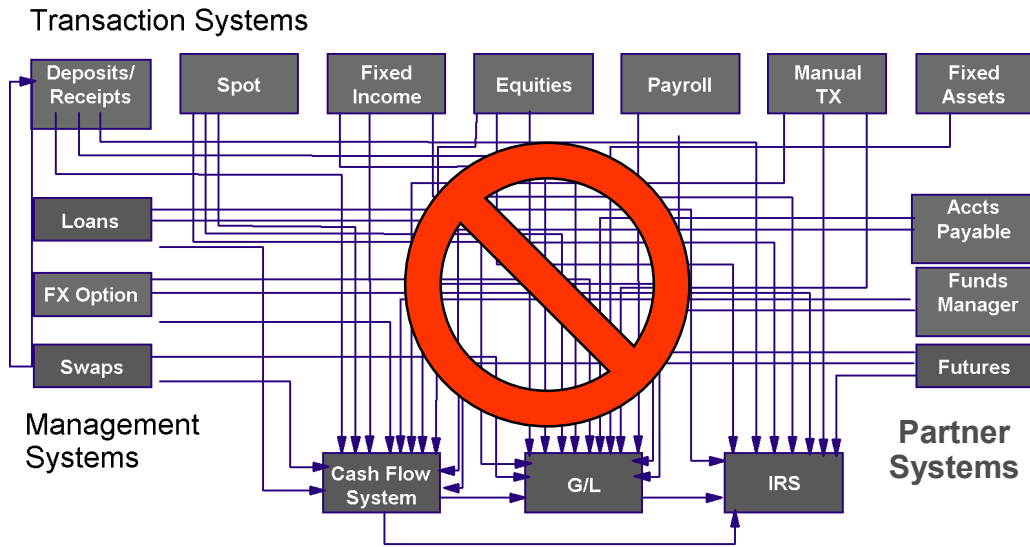 Transaction Systems
Deposits/
Receipts
Spot
Fixed
Income
Equities
Payroll
Manual
TX
Fixed
Assets
Loans
Accts
Payable
FX Option
Funds
Manager
Swaps
Futures
Management
Systems
Partner
Systems
Cash Flow
System
G/L
IRS